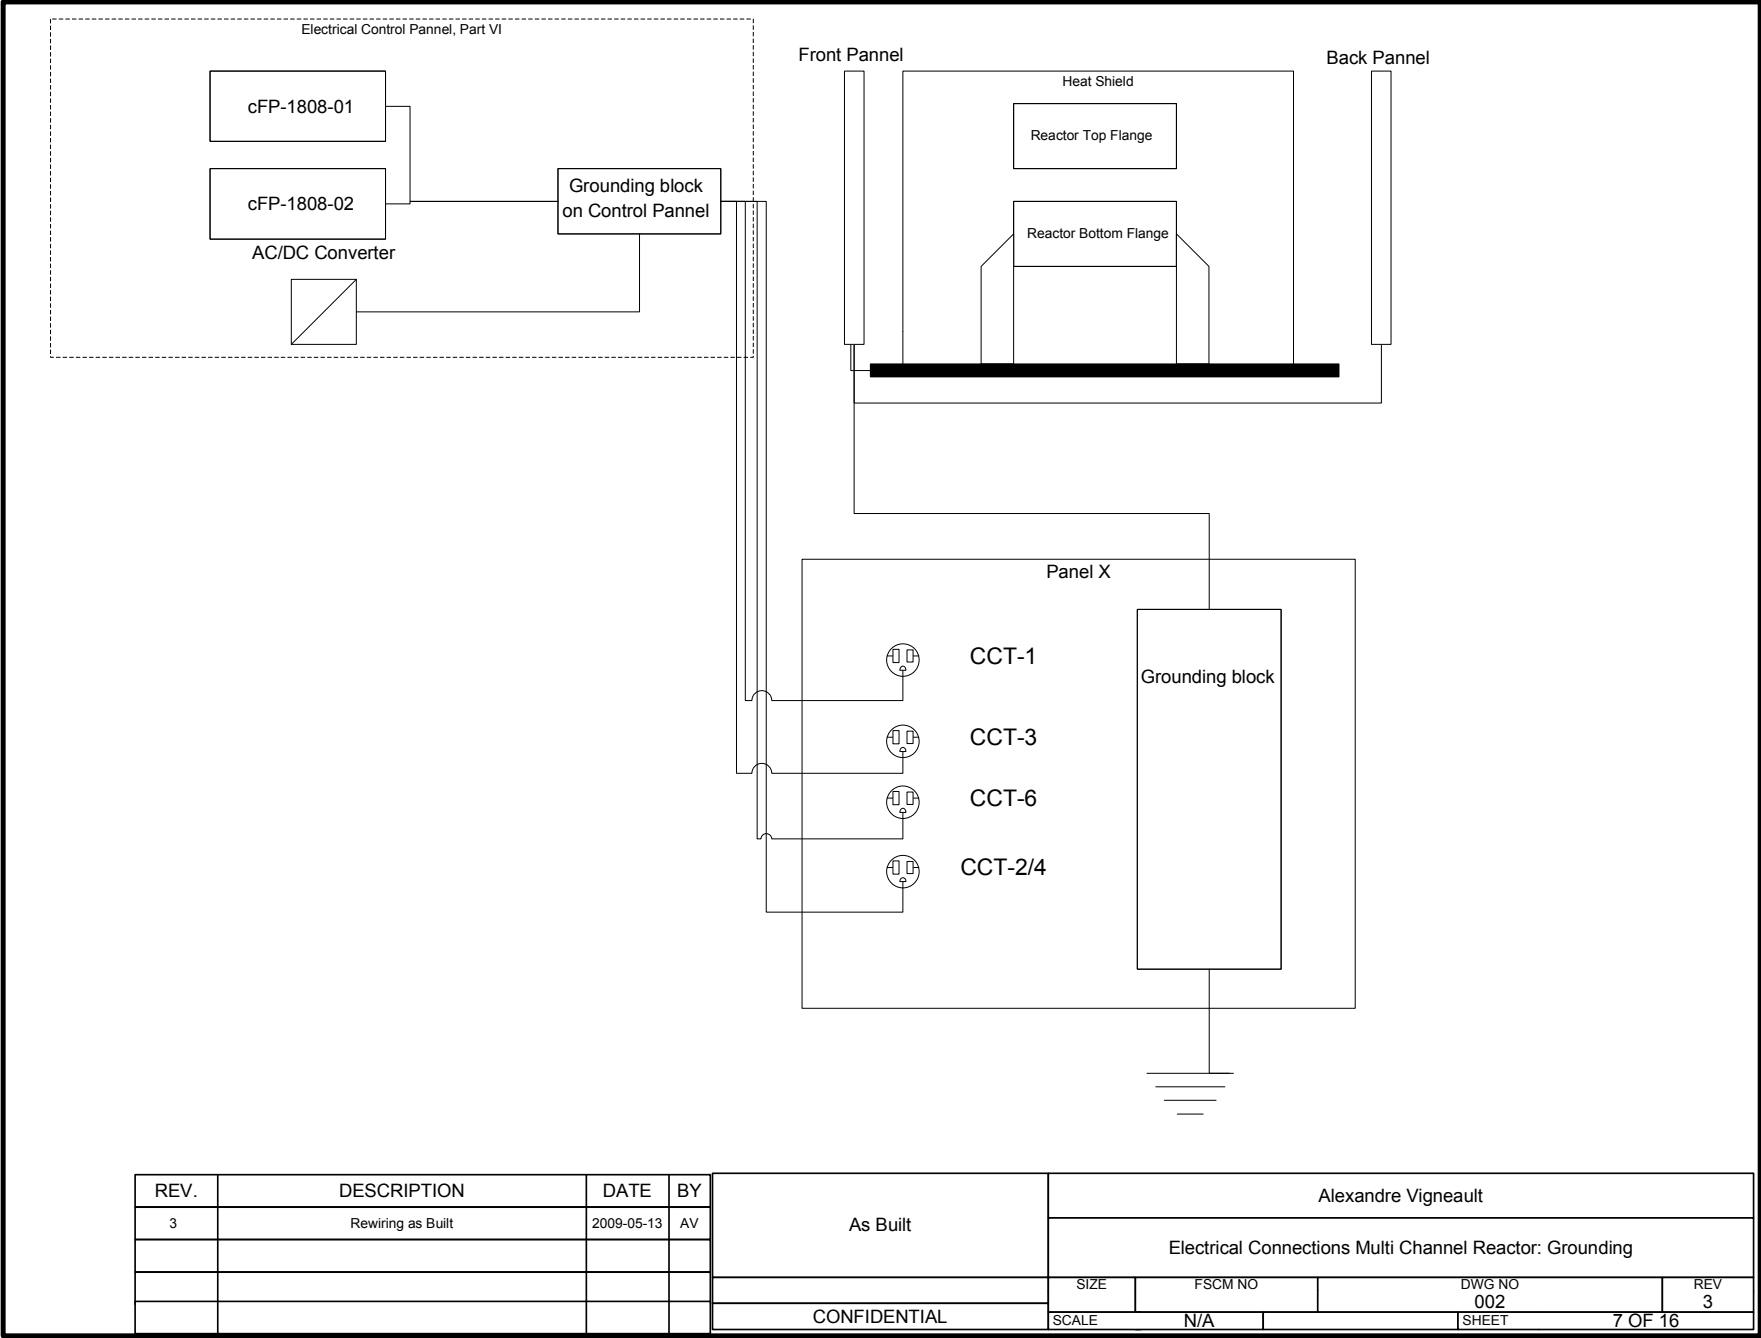 Electrical Control Pannel, Part VI
cFP-1808-01
cFP-1808-02
AC/DC Converter
Grounding block
on Control Pannel
Front Pannel
Back Pannel
Heat Shield
Reactor Top Flange
Reactor Bottom Flange
Panel X
CCT-1
CCT-3
CCT-6
CCT-2/4
Grounding block
REV. DESCRIPTION DATE BY
3 Rewiring as Built 2009-05-13 AV
As Built
CONFIDENTIAL
Alexandre Vigneault
Electrical Connections Multi Channel Reactor: Grounding
SIZE FSCM NO DWG NO REV
002 3
SCALE N/A SHEET 7 OF 16